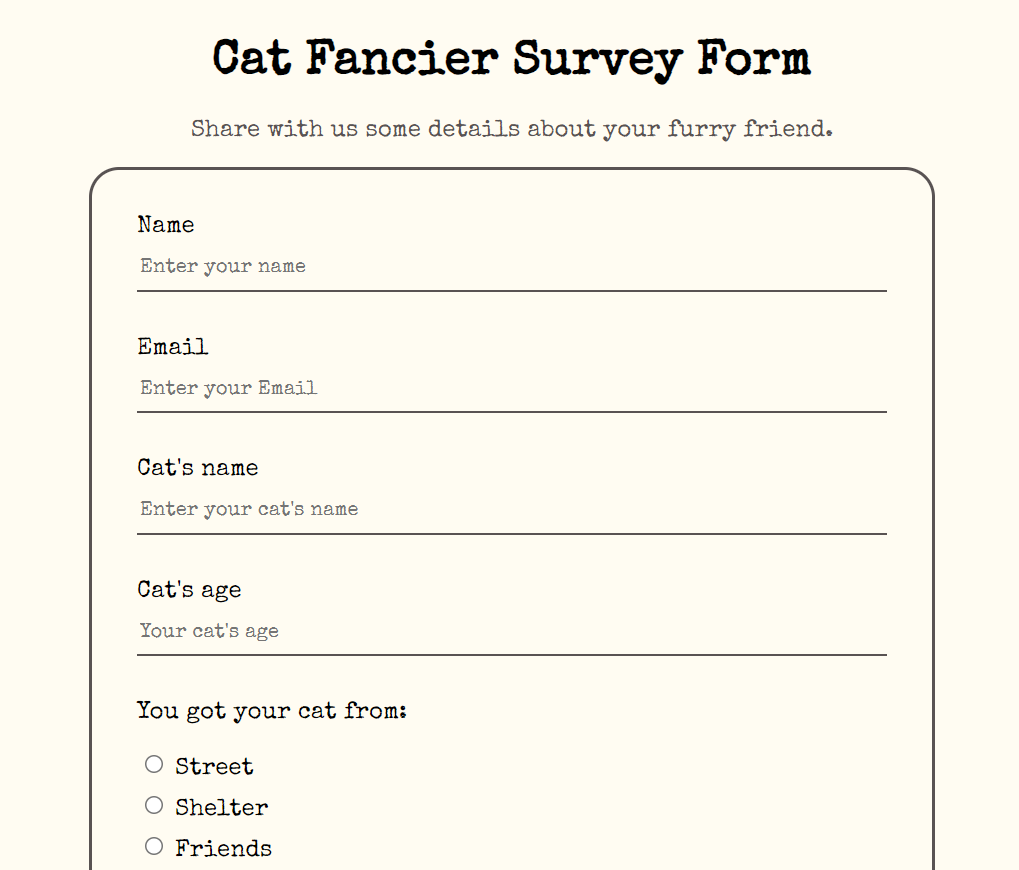 Cat Fancier Survey Form
Share with us some details about your furry friend.
Name
Enter your name
Email
Enter your Email
Cat's name
Enter your cat's name
Cat's age
Your cat's age
You got your cat from:
Street
Shelter
Friends